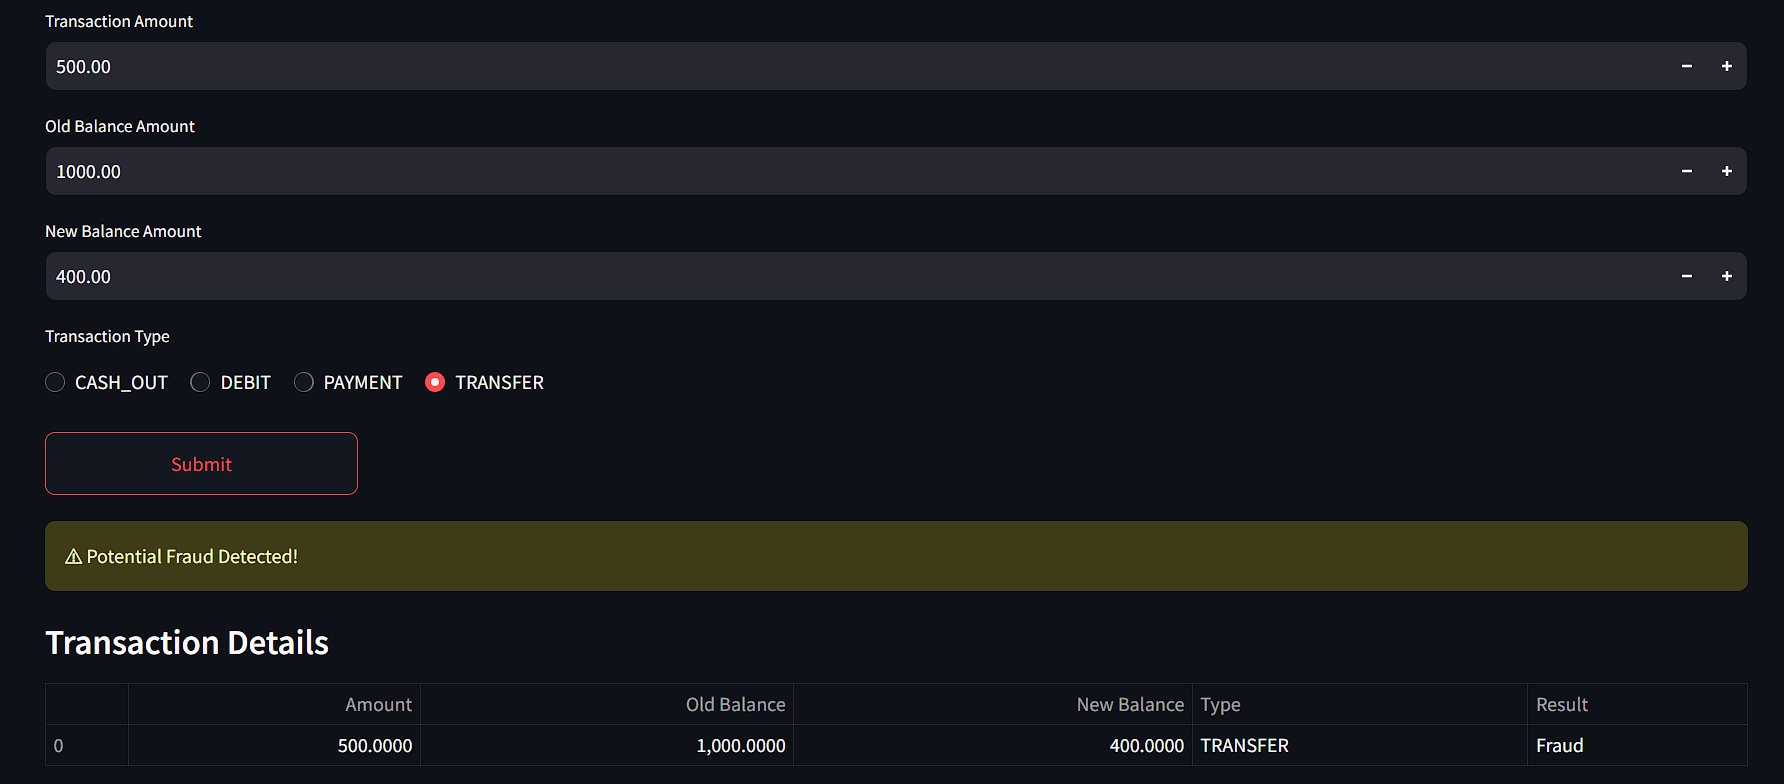 Transaction Amount
500.00
Old Balance Amount
1000.00
New Balance Amount
400.00
Transaction Type
CASH_OUT DEBIT PAYMENT TRANSFER
Submit
⚠ Potential Fraud Detected!
Transaction Details
Amount Old Balance New Balance Type Result
0 500.0000 1,000.0000 400.0000 TRANSFER Fraud